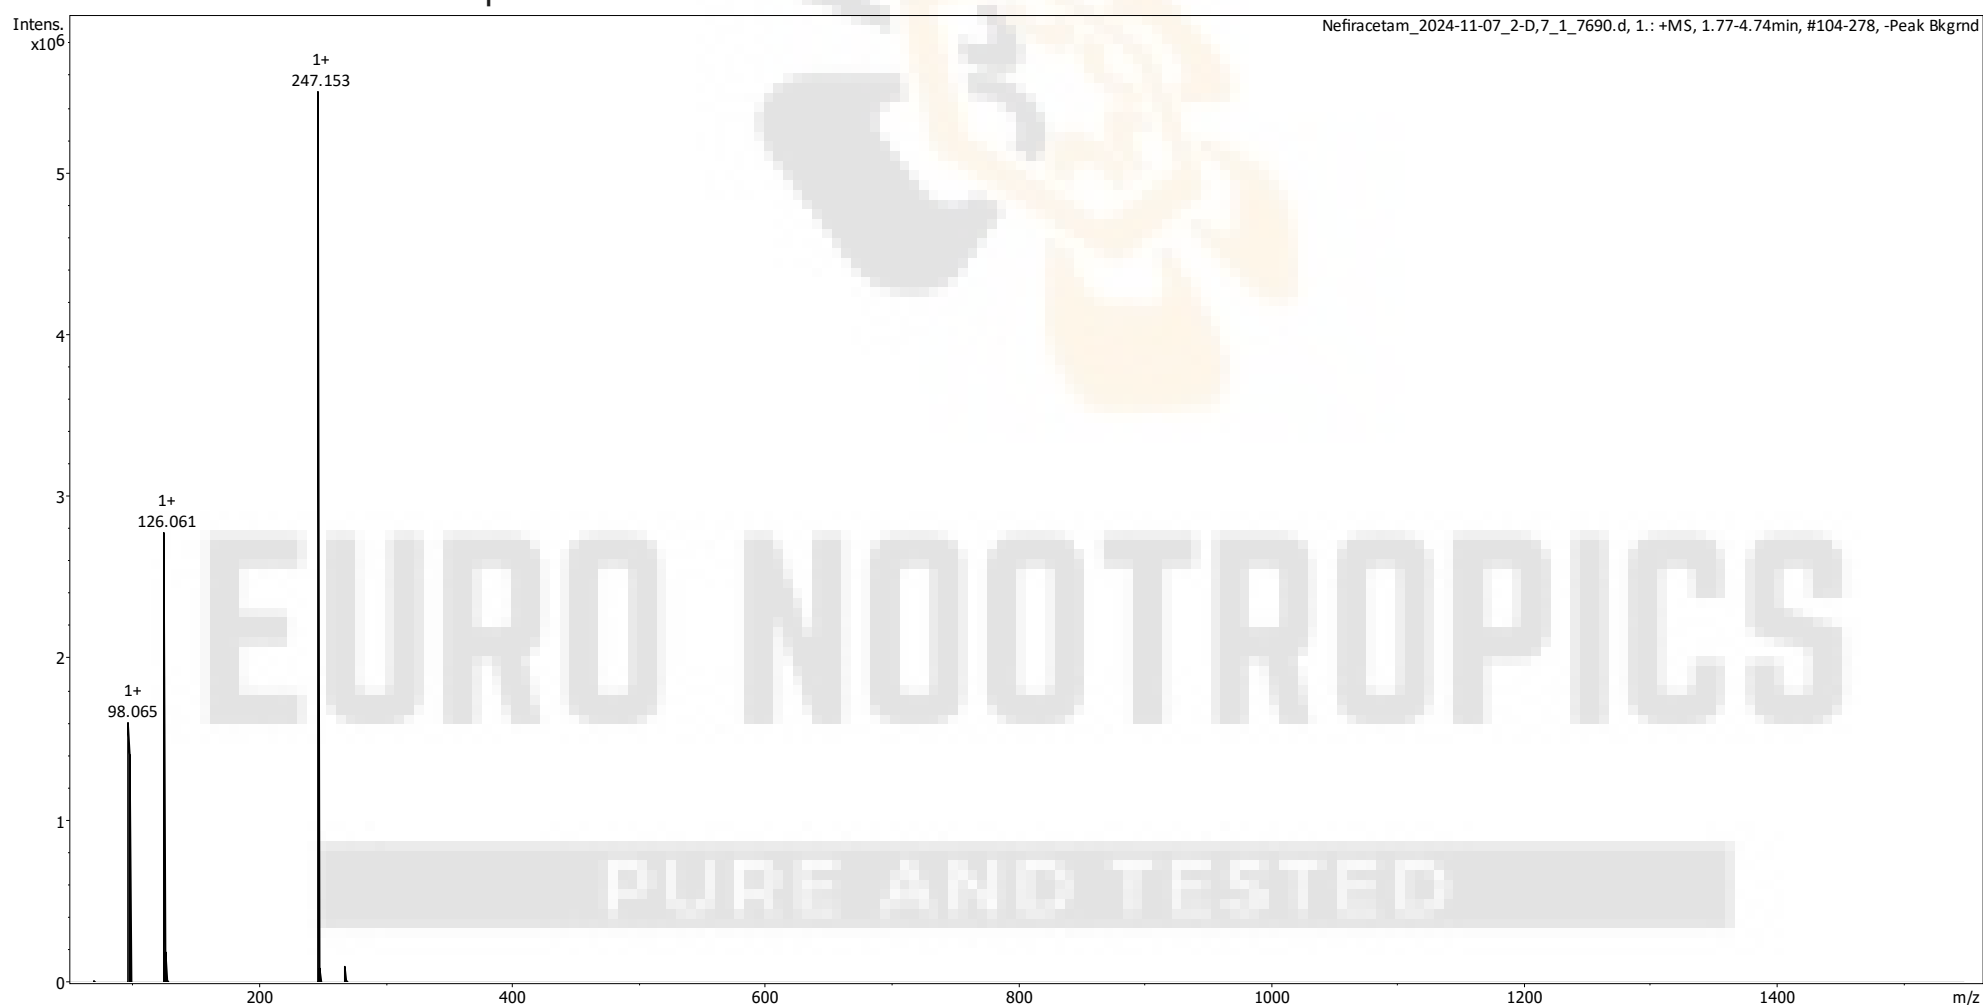 Intens.
x10⁶
Nefiracetam_2024-11-07_2-D,7_1_7690.d, 1.: +MS, 1.77-4.74min, #104-278, -Peak Bkgrnd
1+
247.153
5
4
3
1+
126.061
EURO NOOTROPICS
2
1+
98.065
1
PURE AND TESTED
0
200 400 600 800 1000 1200 1400 m/z